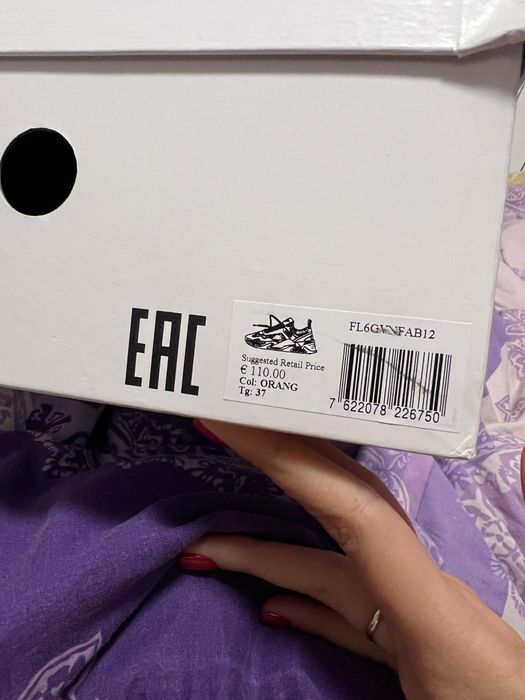 EAC
FL6GVNFAB12
Suggested Retail Price
€ 110.00
Col: ORANG
Tg: 37
7 622078 226750